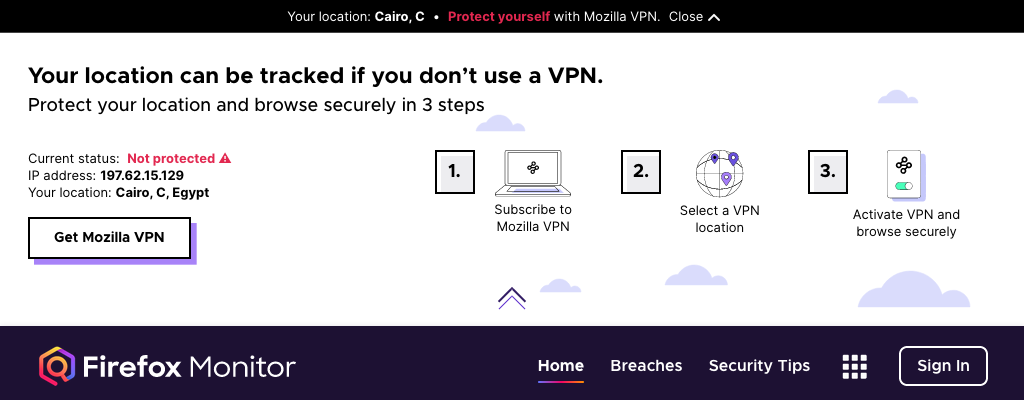 Your location: Cairo, C • Protect yourself with Mozilla VPN. Close
Your location can be tracked if you don’t use a VPN.
Protect your location and browse securely in 3 steps
Current status: Not protected
IP address: 197.62.15.129
Your location: Cairo, C, Egypt
Get Mozilla VPN
1.
Subscribe to
Mozilla VPN
2.
Select a VPN
location
3.
Activate VPN and
browse securely
Firefox Monitor
Home Breaches Security Tips Sign In